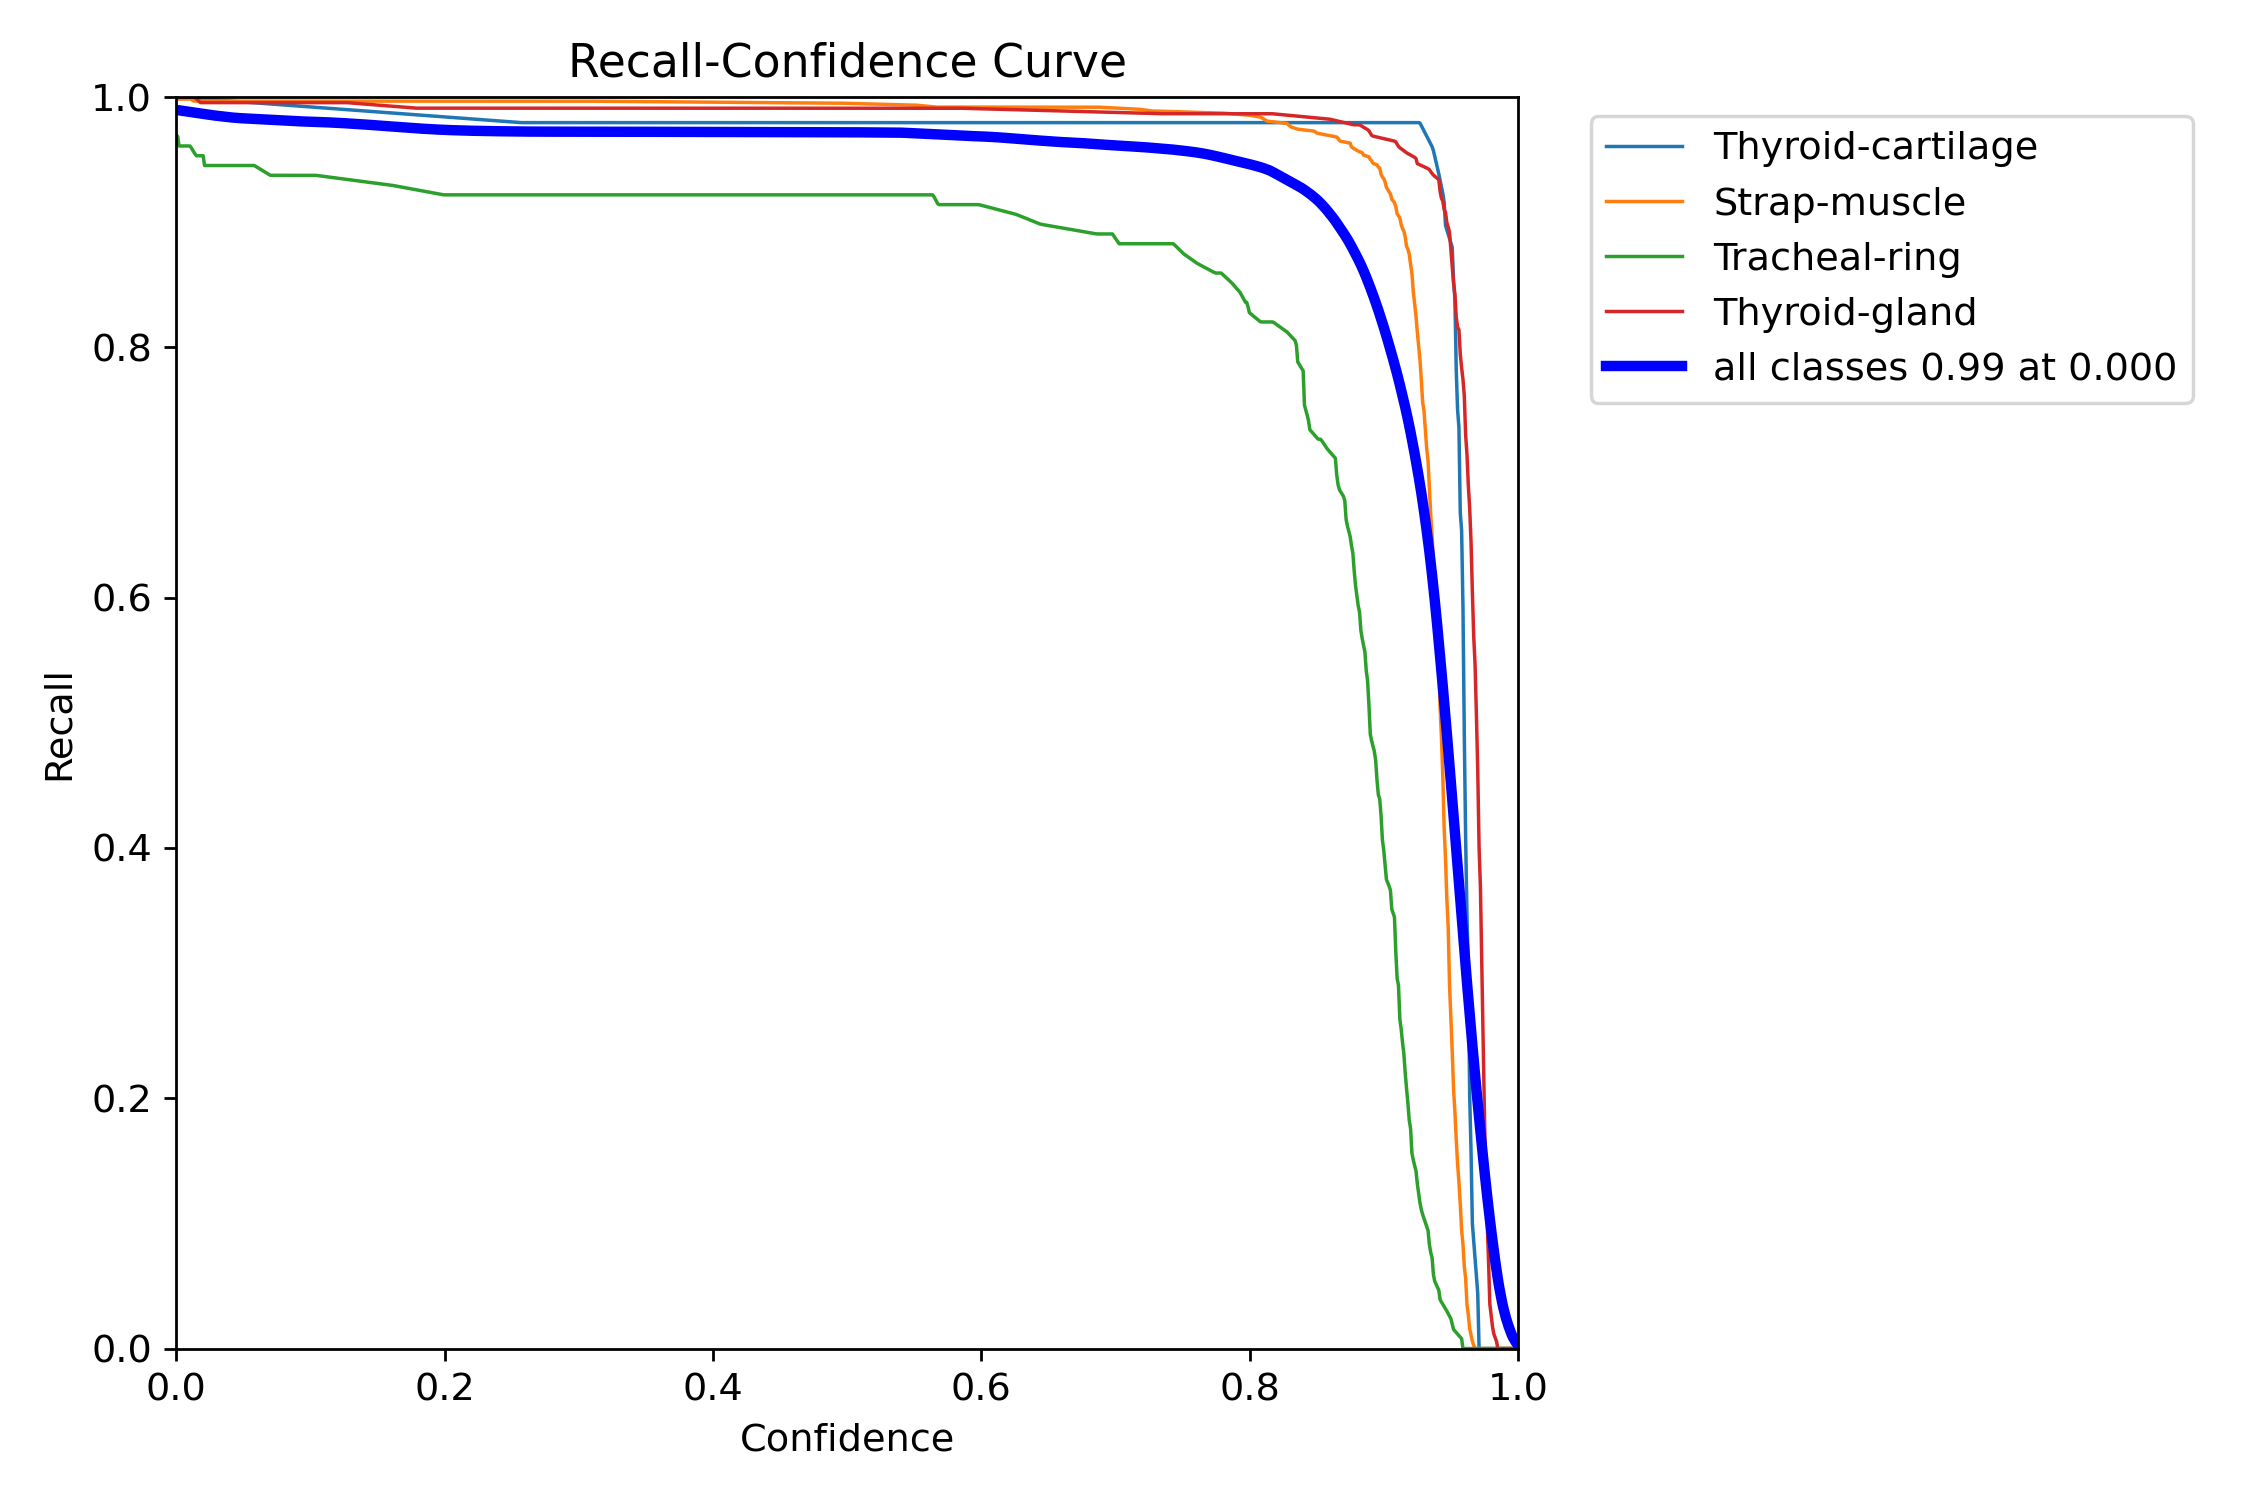 Recall-Confidence Curve
1.0
0.8
0.6
0.4
0.2
0.0
Recall
0.0 0.2 0.4 0.6 0.8 1.0
Confidence
Thyroid-cartilage
Strap-muscle
Tracheal-ring
Thyroid-gland
all classes 0.99 at 0.000